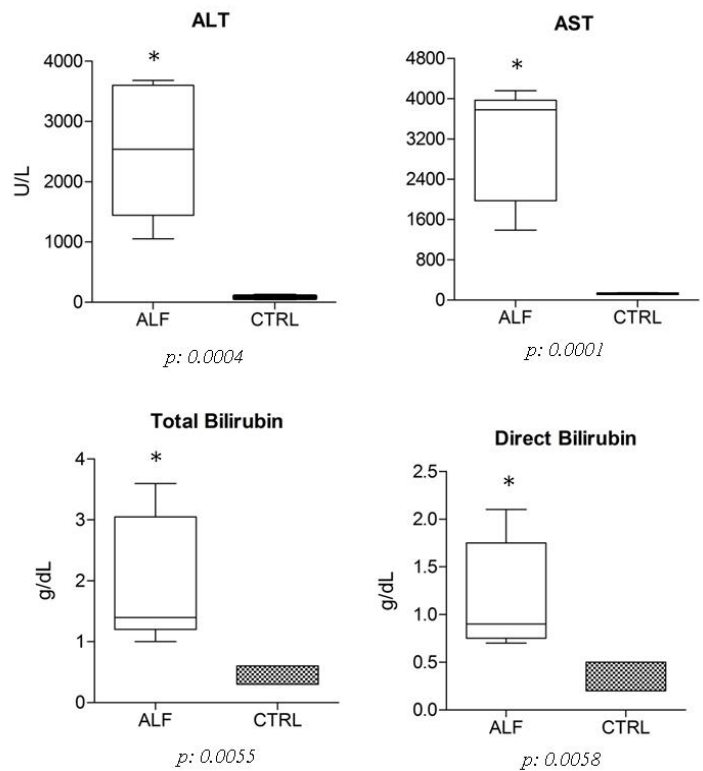 ALT
*
4000
3000
2000
1000
0
U/L
ALF CTRL
p: 0.0004
AST
*
4800
4000
3200
2400
1600
800
0
ALF CTRL
p: 0.0001
Total Bilirubin
*
4
3
2
1
0
g/dL
ALF CTRL
p: 0.0055
Direct Bilirubin
*
2.5
2.0
1.5
1.0
0.5
0.0
g/dL
ALF CTRL
p: 0.0058